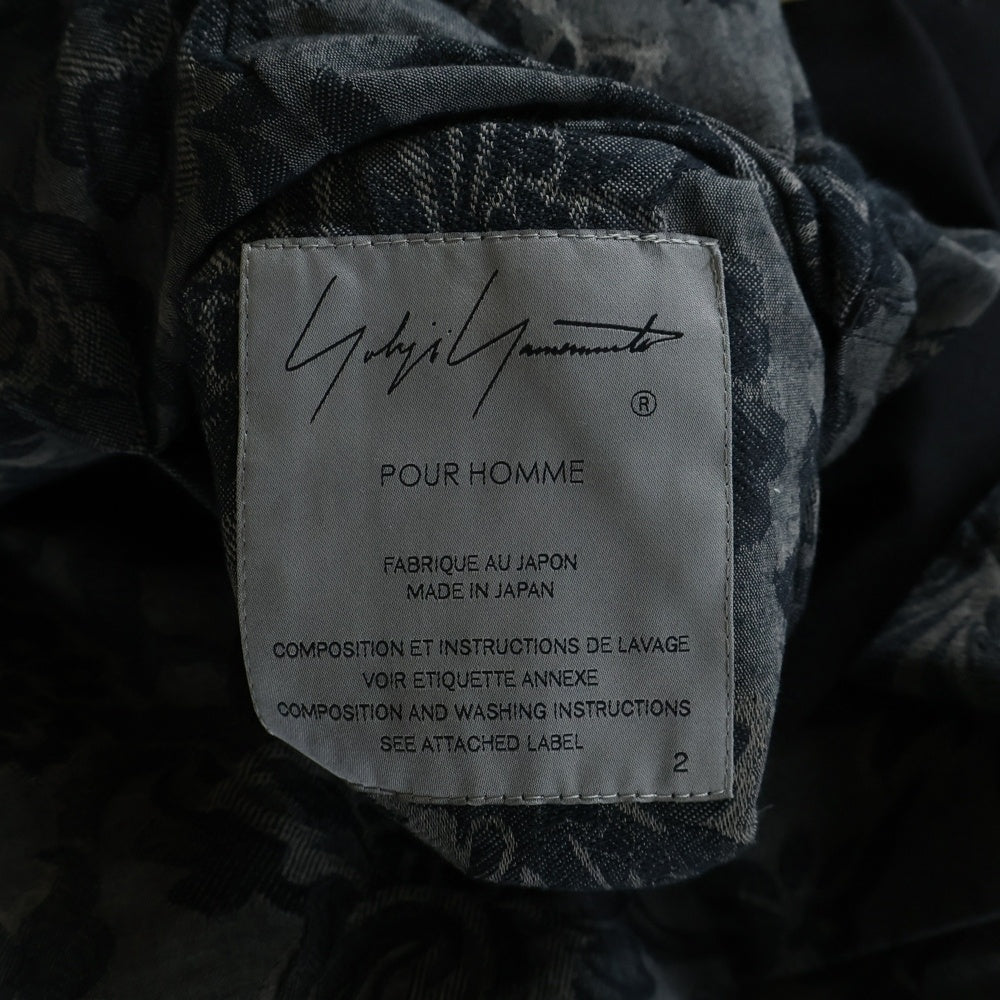 Yohji Yamamoto
®
POUR HOMME
FABRIQUE AU JAPON
MADE IN JAPAN
COMPOSITION ET INSTRUCTIONS DE LAVAGE
VOIR ETIQUETTE ANNEXE
COMPOSITION AND WASHING INSTRUCTIONS
SEE ATTACHED LABEL
2